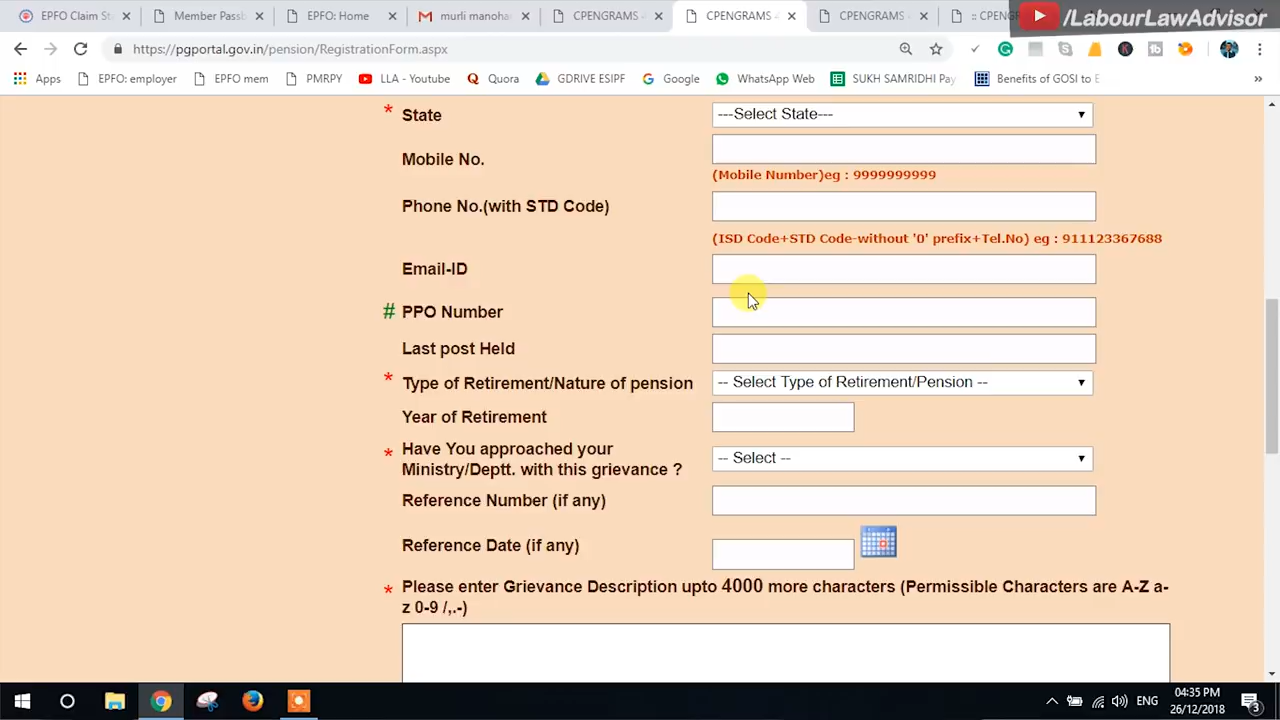 EPFO Claim St
Member Passb
EPFO: Home
murli manoha
CPENGRAMS
CPENGRAMS
CPENGRAMS
:: CPENG
/LabourLawAdvisor
https://pgportal.gov.in/pension/RegistrationForm.aspx
Apps
EPFO: employer
EPFO mem
PMRPY
LLA - Youtube
Quora
GDRIVE ESIPF
Google
WhatsApp Web
SUKH SAMRIDHI Pay
Benefits of GOSI to E
»
* State
---Select State---
Mobile No.
(Mobile Number)eg : 9999999999
Phone No.(with STD Code)
(ISD Code+STD Code-without '0' prefix+Tel.No) eg : 911123367688
Email-ID
# PPO Number
Last post Held
* Type of Retirement/Nature of pension
-- Select Type of Retirement/Pension --
Year of Retirement
* Have You approached your
Ministry/Deptt. with this grievance ?
-- Select --
Reference Number (if any)
Reference Date (if any)
* Please enter Grievance Description upto 4000 more characters (Permissible Characters are A-Z a-
z 0-9 /,.-)
ENG
04:35 PM
26/12/2018
3